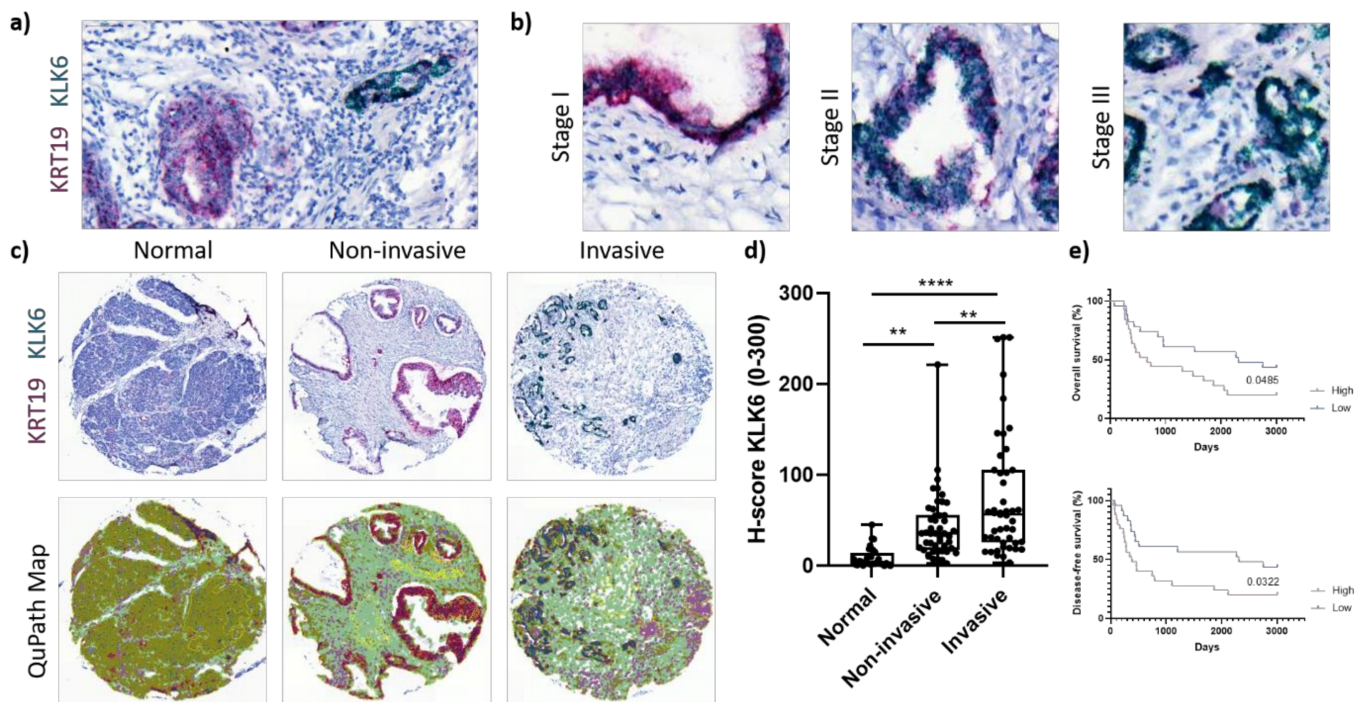 a)
KRT19 KLK6
b)
Stage I
Stage II
Stage III
c)
Normal
Non-invasive
Invasive
KRT19 KLK6
QuPath Map
d)
H-score KLK6 (0-300)
300
200
100
0
****
**
**
Normal
Non-invasive
Invasive
e)
Overall survival (%)
100
50
0
0
1000
2000
3000
Days
0.0485
High
Low
Disease-free survival (%)
100
50
0
0
1000
2000
3000
Days
0.0322
High
Low